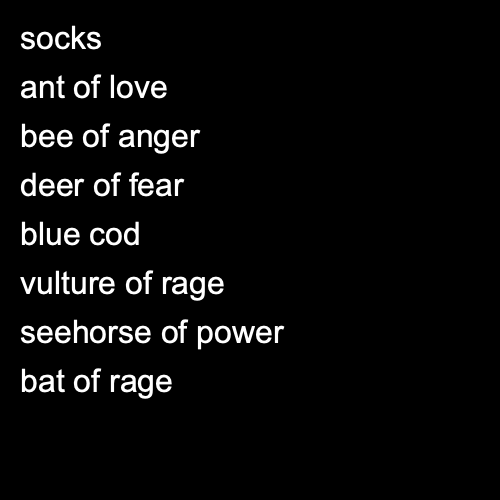 socks
ant of love
bee of anger
deer of fear
blue cod
vulture of rage
seehorse of power
bat of rage